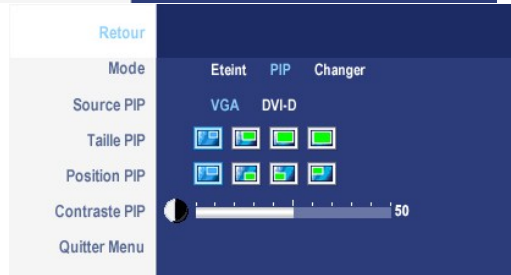 Retour
Mode Eteint PIP Changer
Source PIP VGA DVI-D
Taille PIP
Position PIP
Contraste PIP 50
Quitter Menu